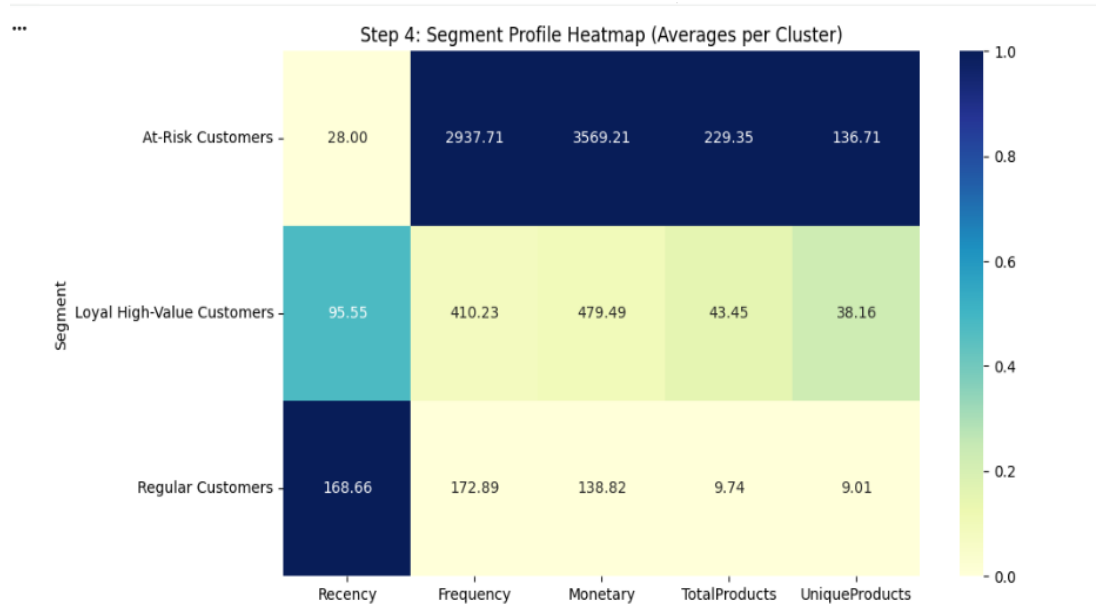 ...
Step 4: Segment Profile Heatmap (Averages per Cluster)
At-Risk Customers 28.00 2937.71 3569.21 229.35 136.71
Loyal High-Value Customers 95.55 410.23 479.49 43.45 38.16
Regular Customers 168.66 172.89 138.82 9.74 9.01
Segment
Recency Frequency Monetary TotalProducts UniqueProducts
1.0
0.8
0.6
0.4
0.2
0.0